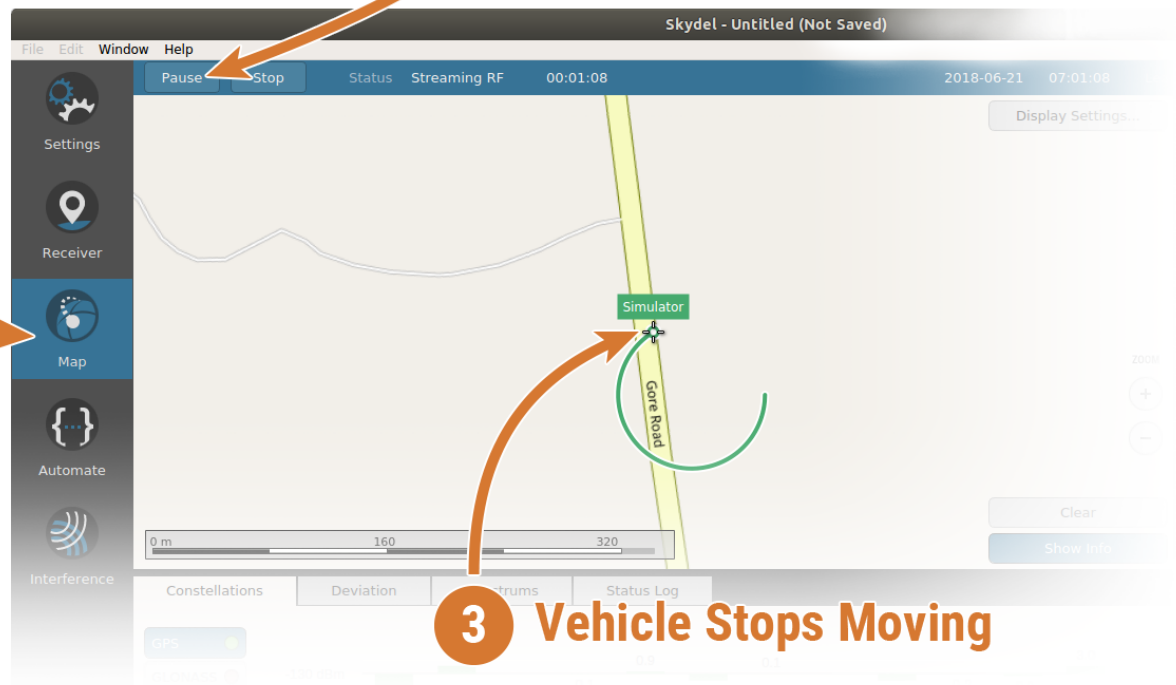 Skydel - Untitled (Not Saved)
File Edit Window Help
Pause Stop Status Streaming RF 00:01:08 2018-06-21 07:01:08
Display Settings...
Settings
Receiver
Map
Automate
Interference
Simulator
Gore Road
zoom
+
−
0 m 160 320
Clear
Show Info
Constellations Deviation Status Log
3 Vehicle Stops Moving
GPS